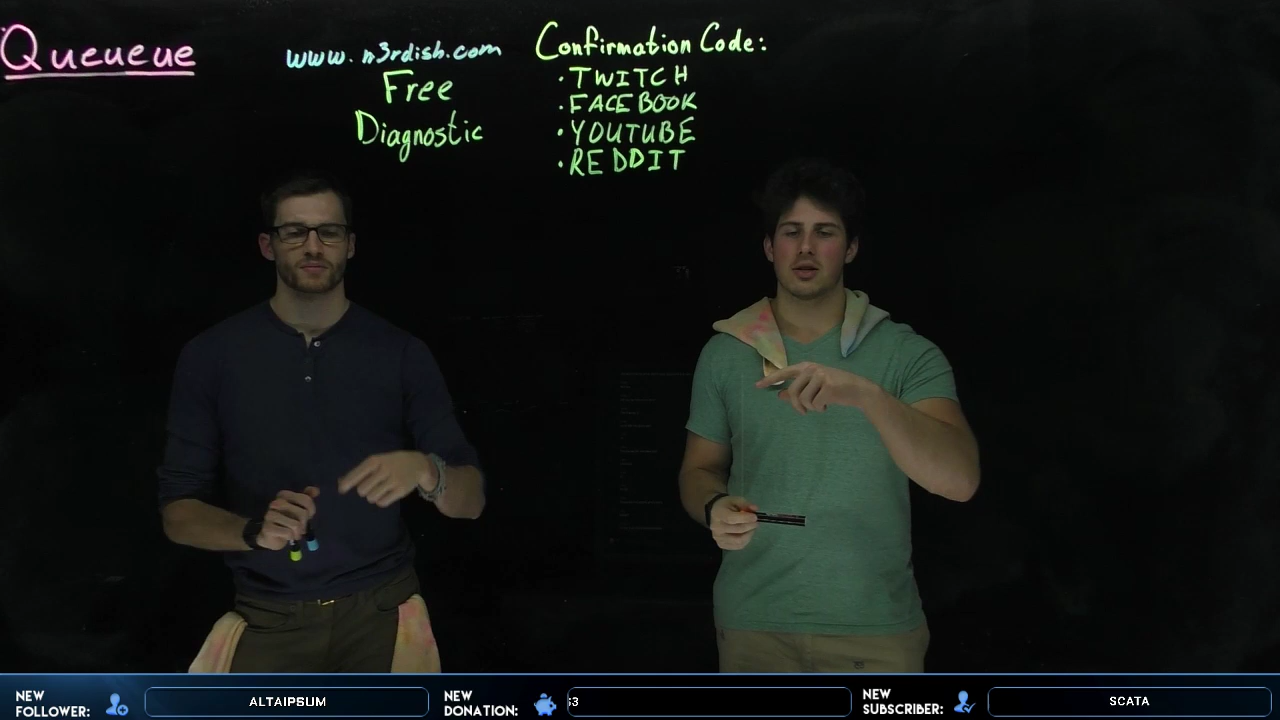 Queueue
www.n3rdish.com
Free
Diagnostic
Confirmation Code:
• TWITCH
• FACEBOOK
• YOUTUBE
• REDDIT
NEW FOLLOWER:
ALTAIPSUM
NEW DONATION:
NEW SUBSCRIBER:
SCATA